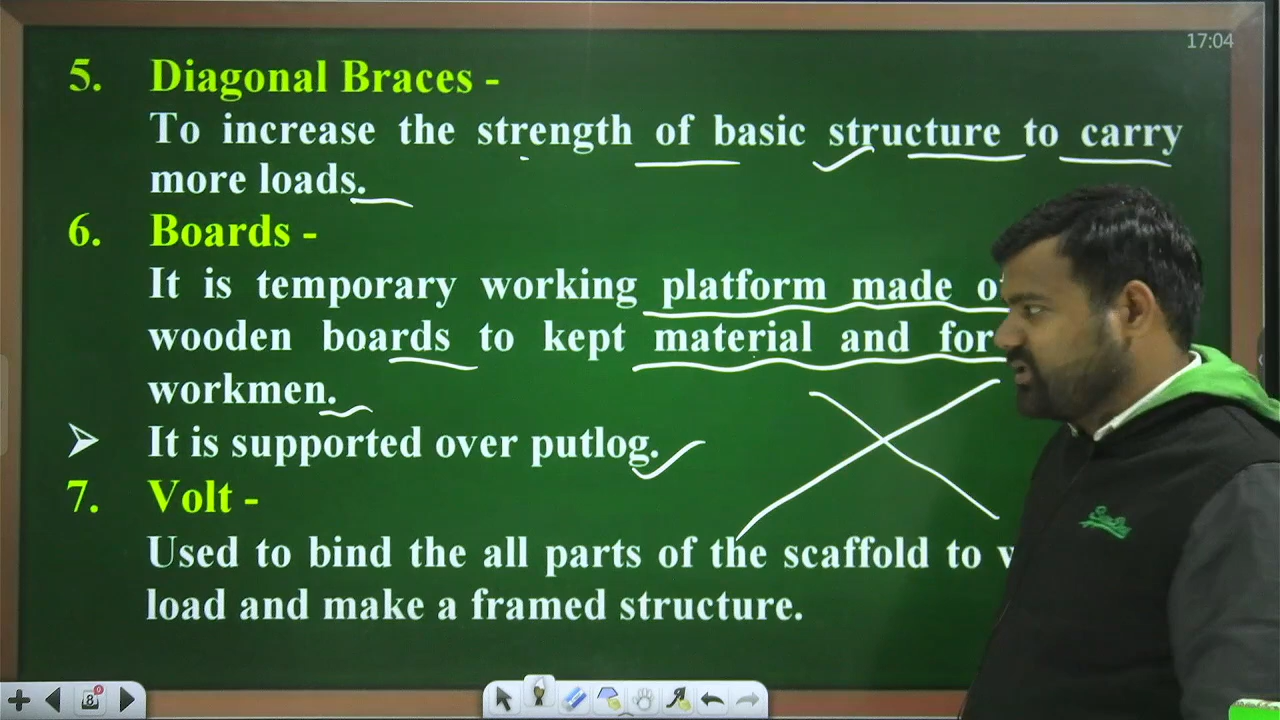 17:04
5. Diagonal Braces -
To increase the strength of basic structure to carry
more loads.
6. Boards -
It is temporary working platform made
wooden boards to kept material and for
workmen.
➢ It is supported over putlog.
7. Volt -
Used to bind the all parts of the scaffold to
load and make a framed structure.
8